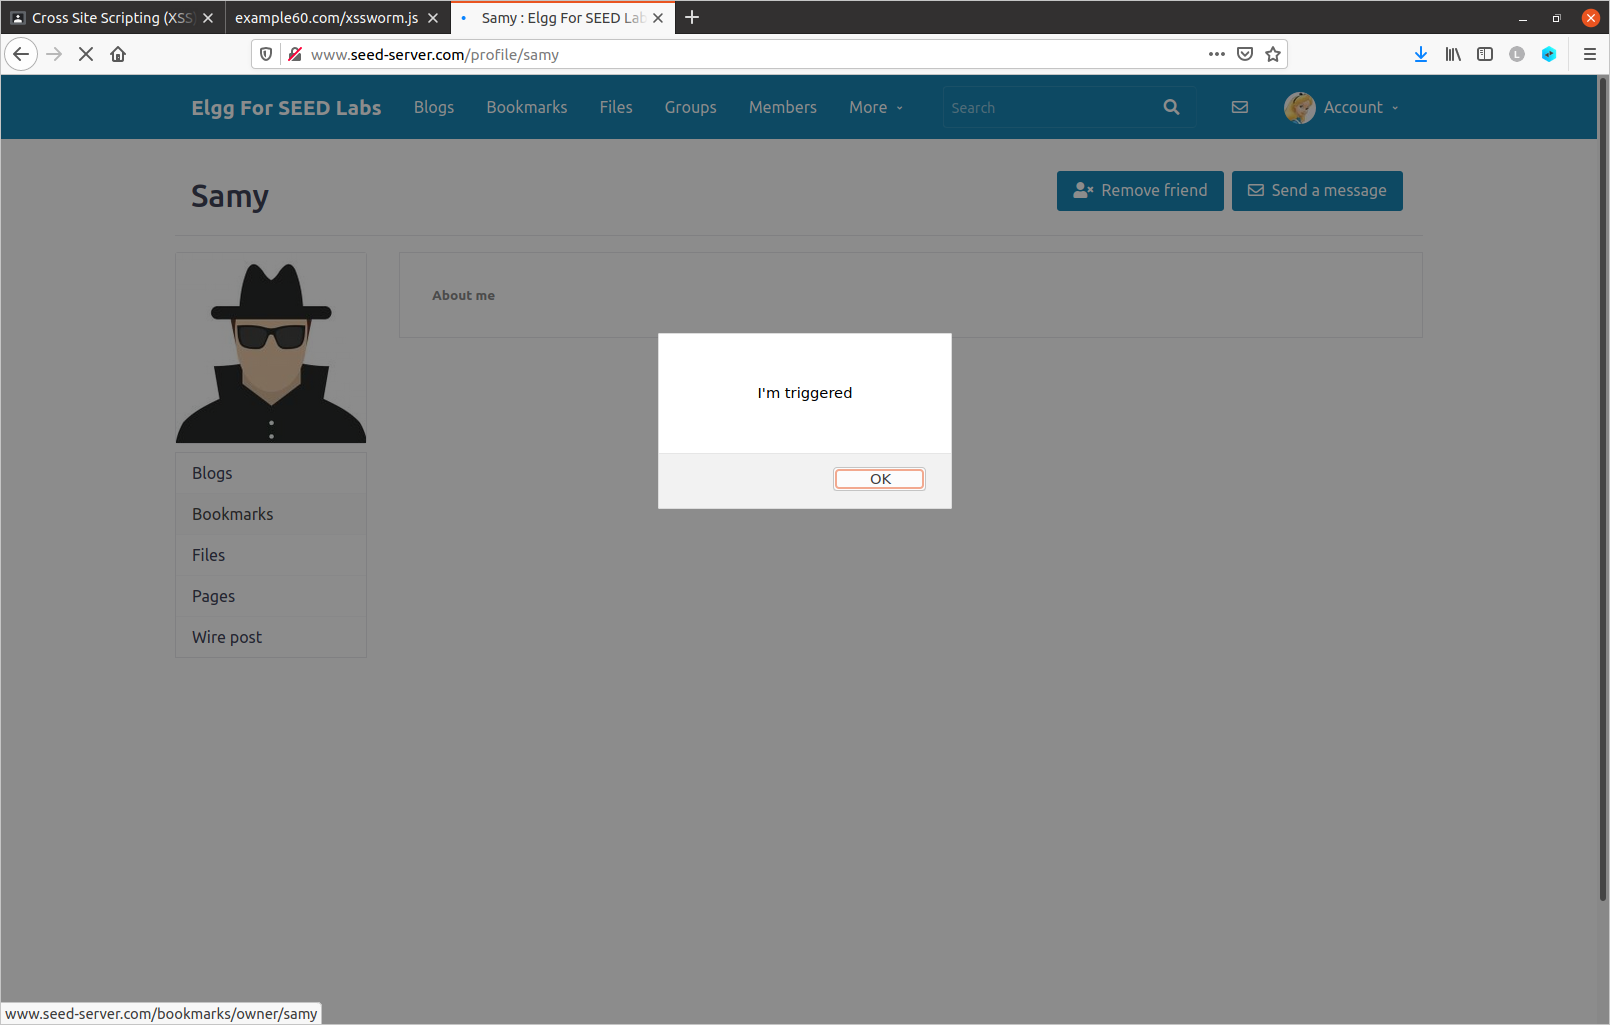 Cross Site Scripting (XSS)
example60.com/xssworm.js
Samy : Elgg For SEED Lab
www.seed-server.com/profile/samy
Elgg For SEED Labs
Blogs
Bookmarks
Files
Groups
Members
More
Search
Account
Samy
Remove friend
Send a message
About me
I'm triggered
OK
Blogs
Bookmarks
Files
Pages
Wire post
www.seed-server.com/bookmarks/owner/samy